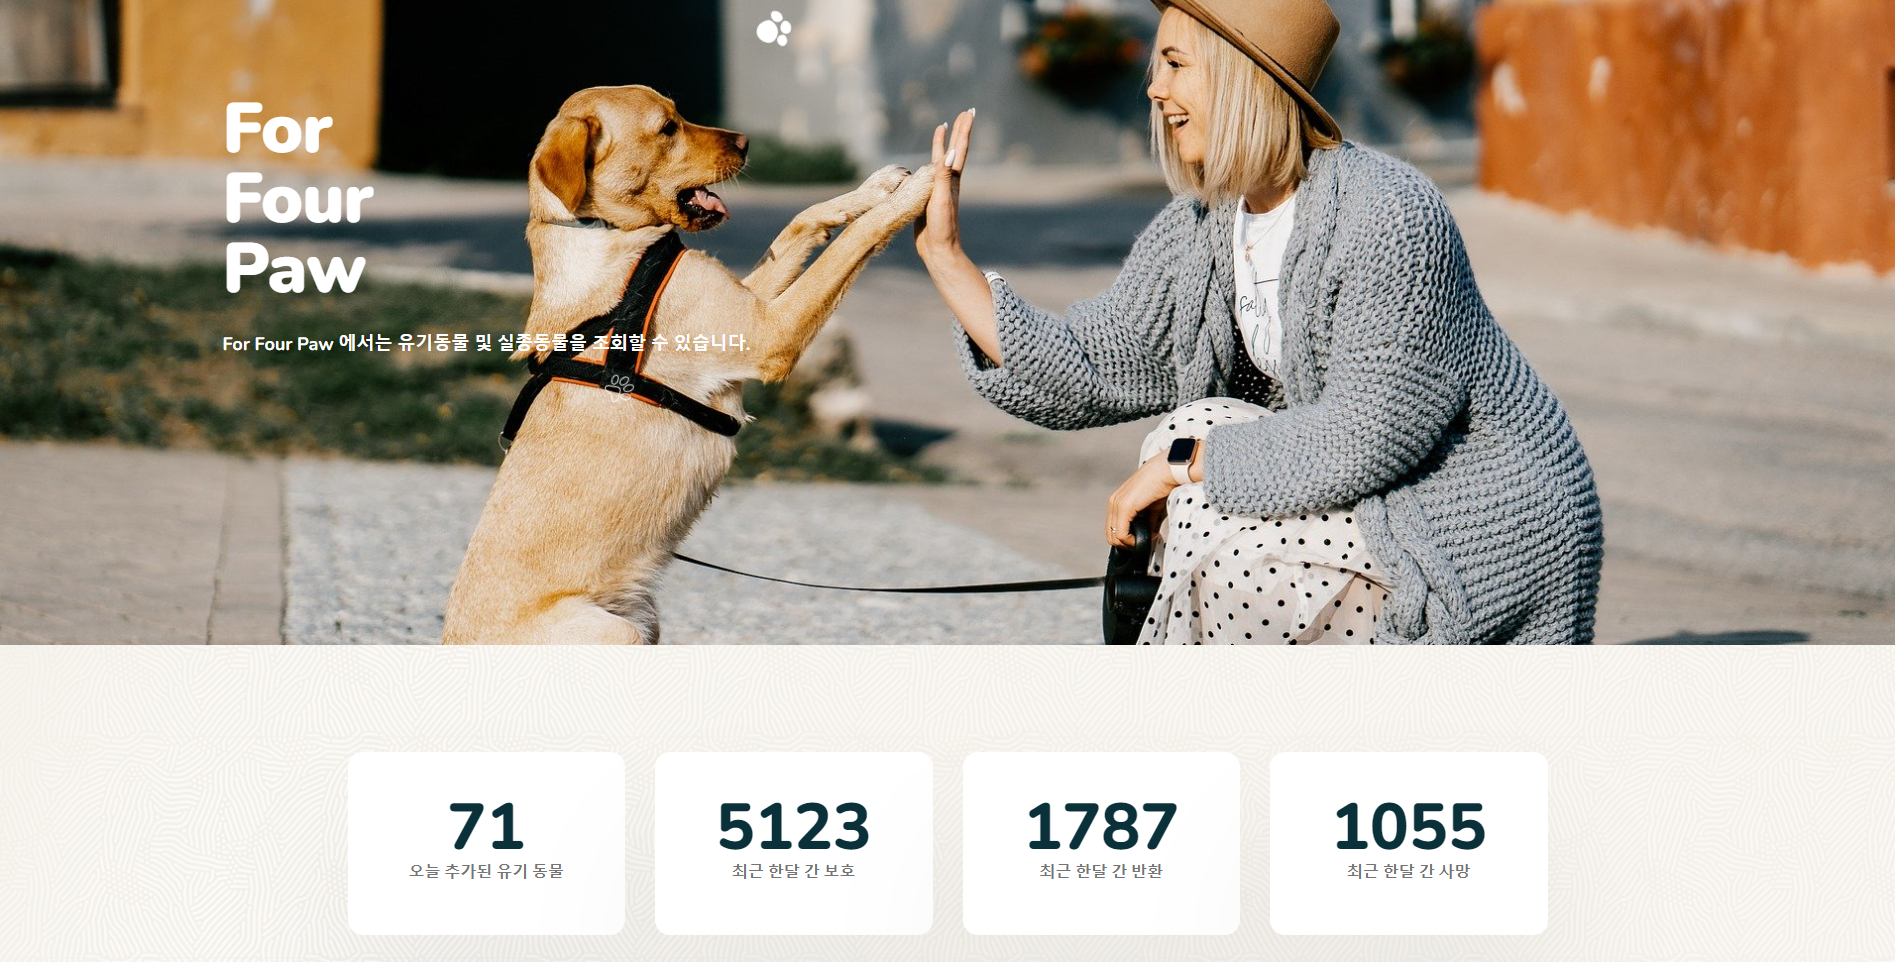 For
Four
Paw
For Four Paw 에서는 유기동물 및 실종동물을 조회할 수 있습니다.
71
오늘 추가된 유기 동물
5123
최근 한달 간 보호
1787
최근 한달 간 반환
1055
최근 한달 간 사망